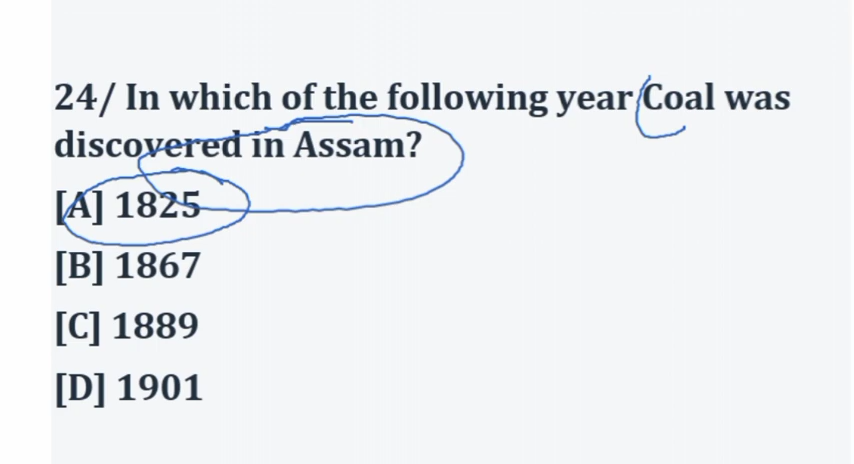 24/ In which of the following year Coal was
discovered in Assam?
[A] 1825
[B] 1867
[C] 1889
[D] 1901